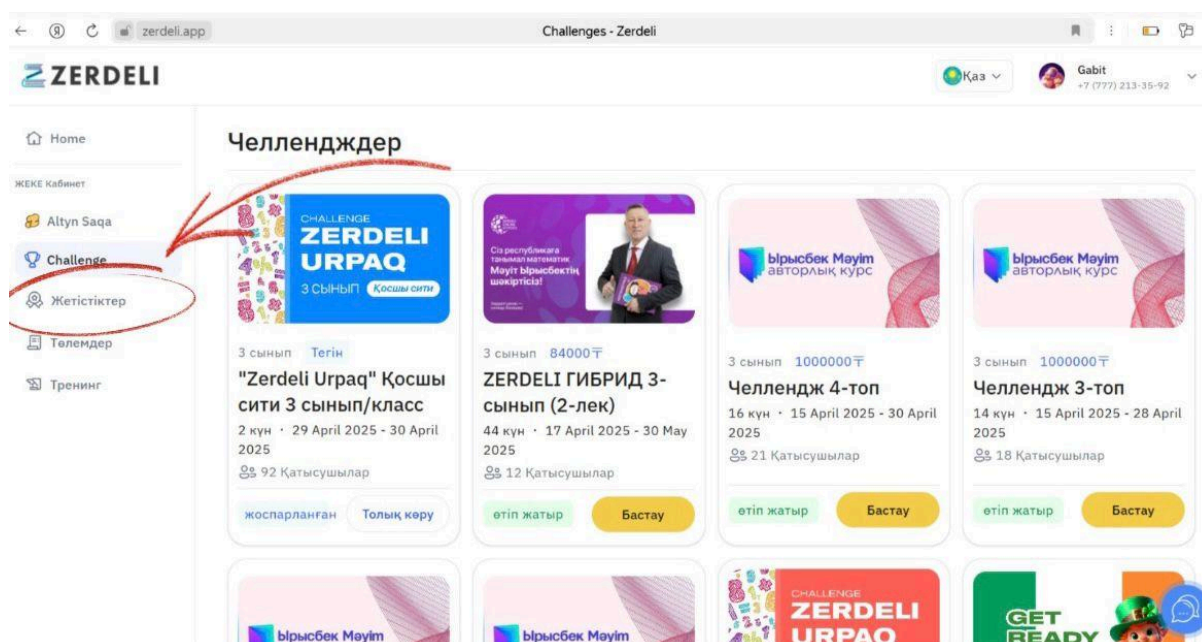 zerdeli.app
Challenges - Zerdeli
ZERDELI
Қаз
Gabit
+7 (777) 213-35-92
Home
ЖЕКЕ Кабинет
Altyn Saqa
Challenge
Жетістіктер
Төлемдер
Тренинг
Челлендждер
CHALLENGE
ZERDELI
URPAQ
3 СЫНЫП Қосшы сити
3 сынып Тегін
"Zerdeli Urpaq" Қосшы
сити 3 сынып/класс
2 күн · 29 April 2025 - 30 April
2025
92 Қатысушылар
жоспарланған Толық көру
Сіз республикаға
танымал математик
Мәуіт Ырысбектің
шәкіртісіз!
3 сынып 84000₸
ZERDELI ГИБРИД 3-
сынып (2-лек)
44 күн · 17 April 2025 - 30 May
2025
12 Қатысушылар
өтіп жатыр Бастау
Ырысбек Мәуім
авторлық курс
3 сынып 1000000₸
Челлендж 4-топ
16 күн · 15 April 2025 - 30 April
2025
21 Қатысушылар
өтіп жатыр Бастау
Ырысбек Мәуім
авторлық курс
3 сынып 1000000₸
Челлендж 3-топ
14 күн · 15 April 2025 - 28 April
2025
18 Қатысушылар
өтіп жатыр Бастау
Ырысбек Мәуім
Ырысбек Мәуім
CHALLENGE
ZERDELI
URPAQ
GET
READY